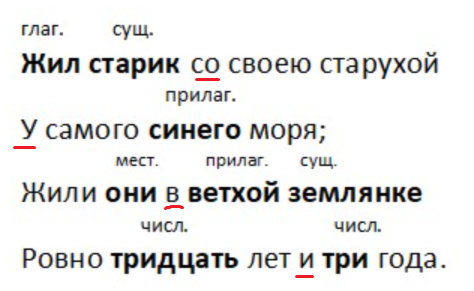 глаг. сущ.
Жил старик со своею старухой
прилаг.
У самого синего моря;
мест. прилаг. сущ.
Жили они в ветхой землянке
числ. числ.
Ровно тридцать лет и три года.